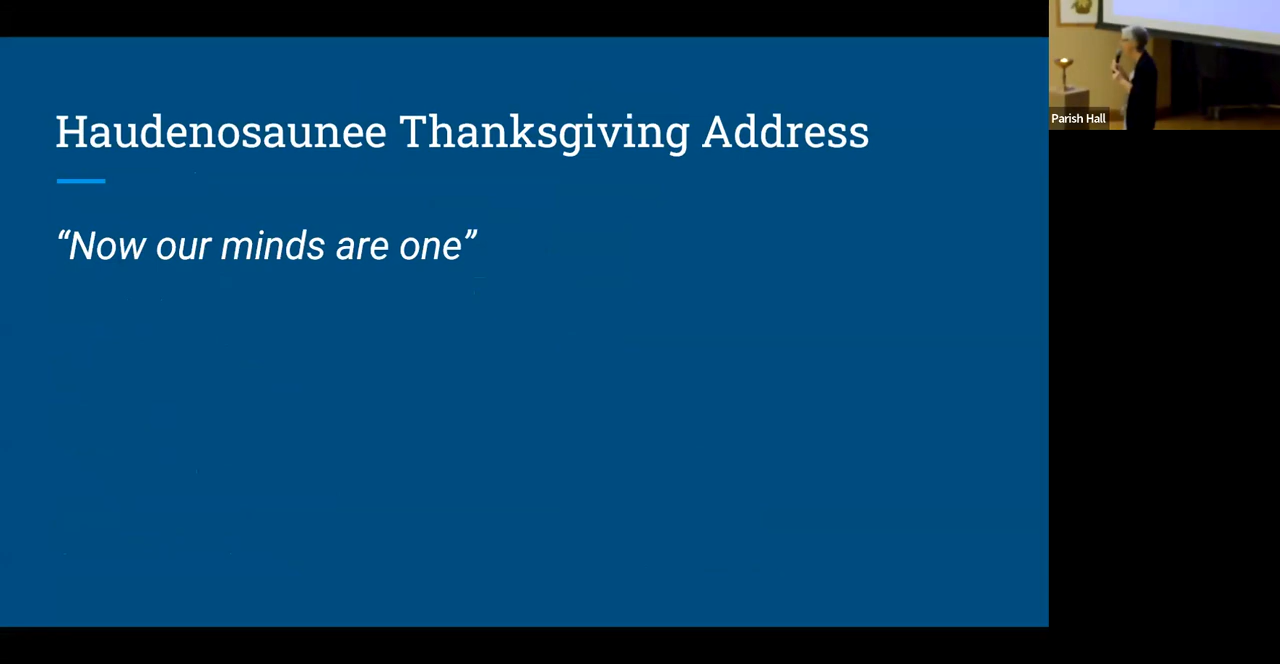 Haudenosaunee Thanksgiving Address
“Now our minds are one”
Parish Hall